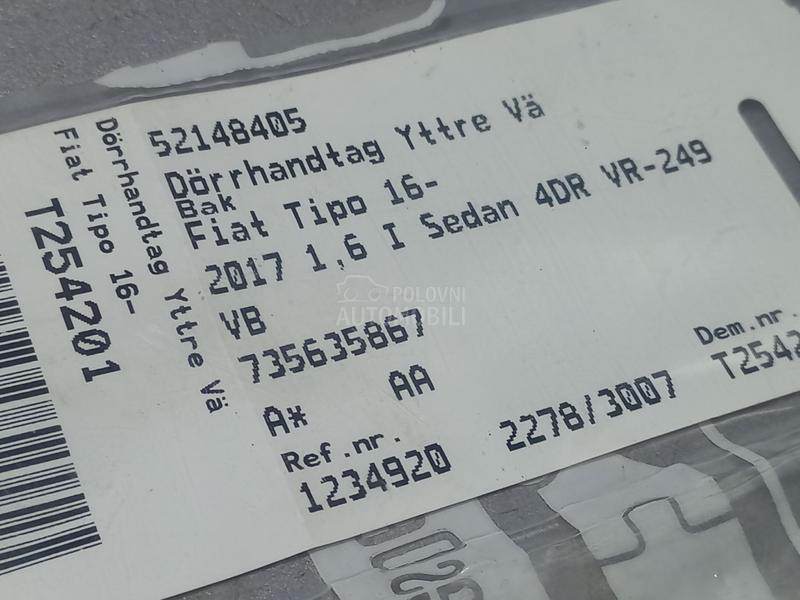 52148405
Dörrhandtag Yttre Vä
Bak
Fiat Tipo 16-
2017 1,6 I Sedan 4DR VR-249
VB
735635867
A* AA
Ref.nr.
1234920 2278/3007
Dem.nr.
T2542
Dörrhandtag Yttre Vä
Fiat Tipo 16-
T254201
POLOVNI
AUTOMOBILI